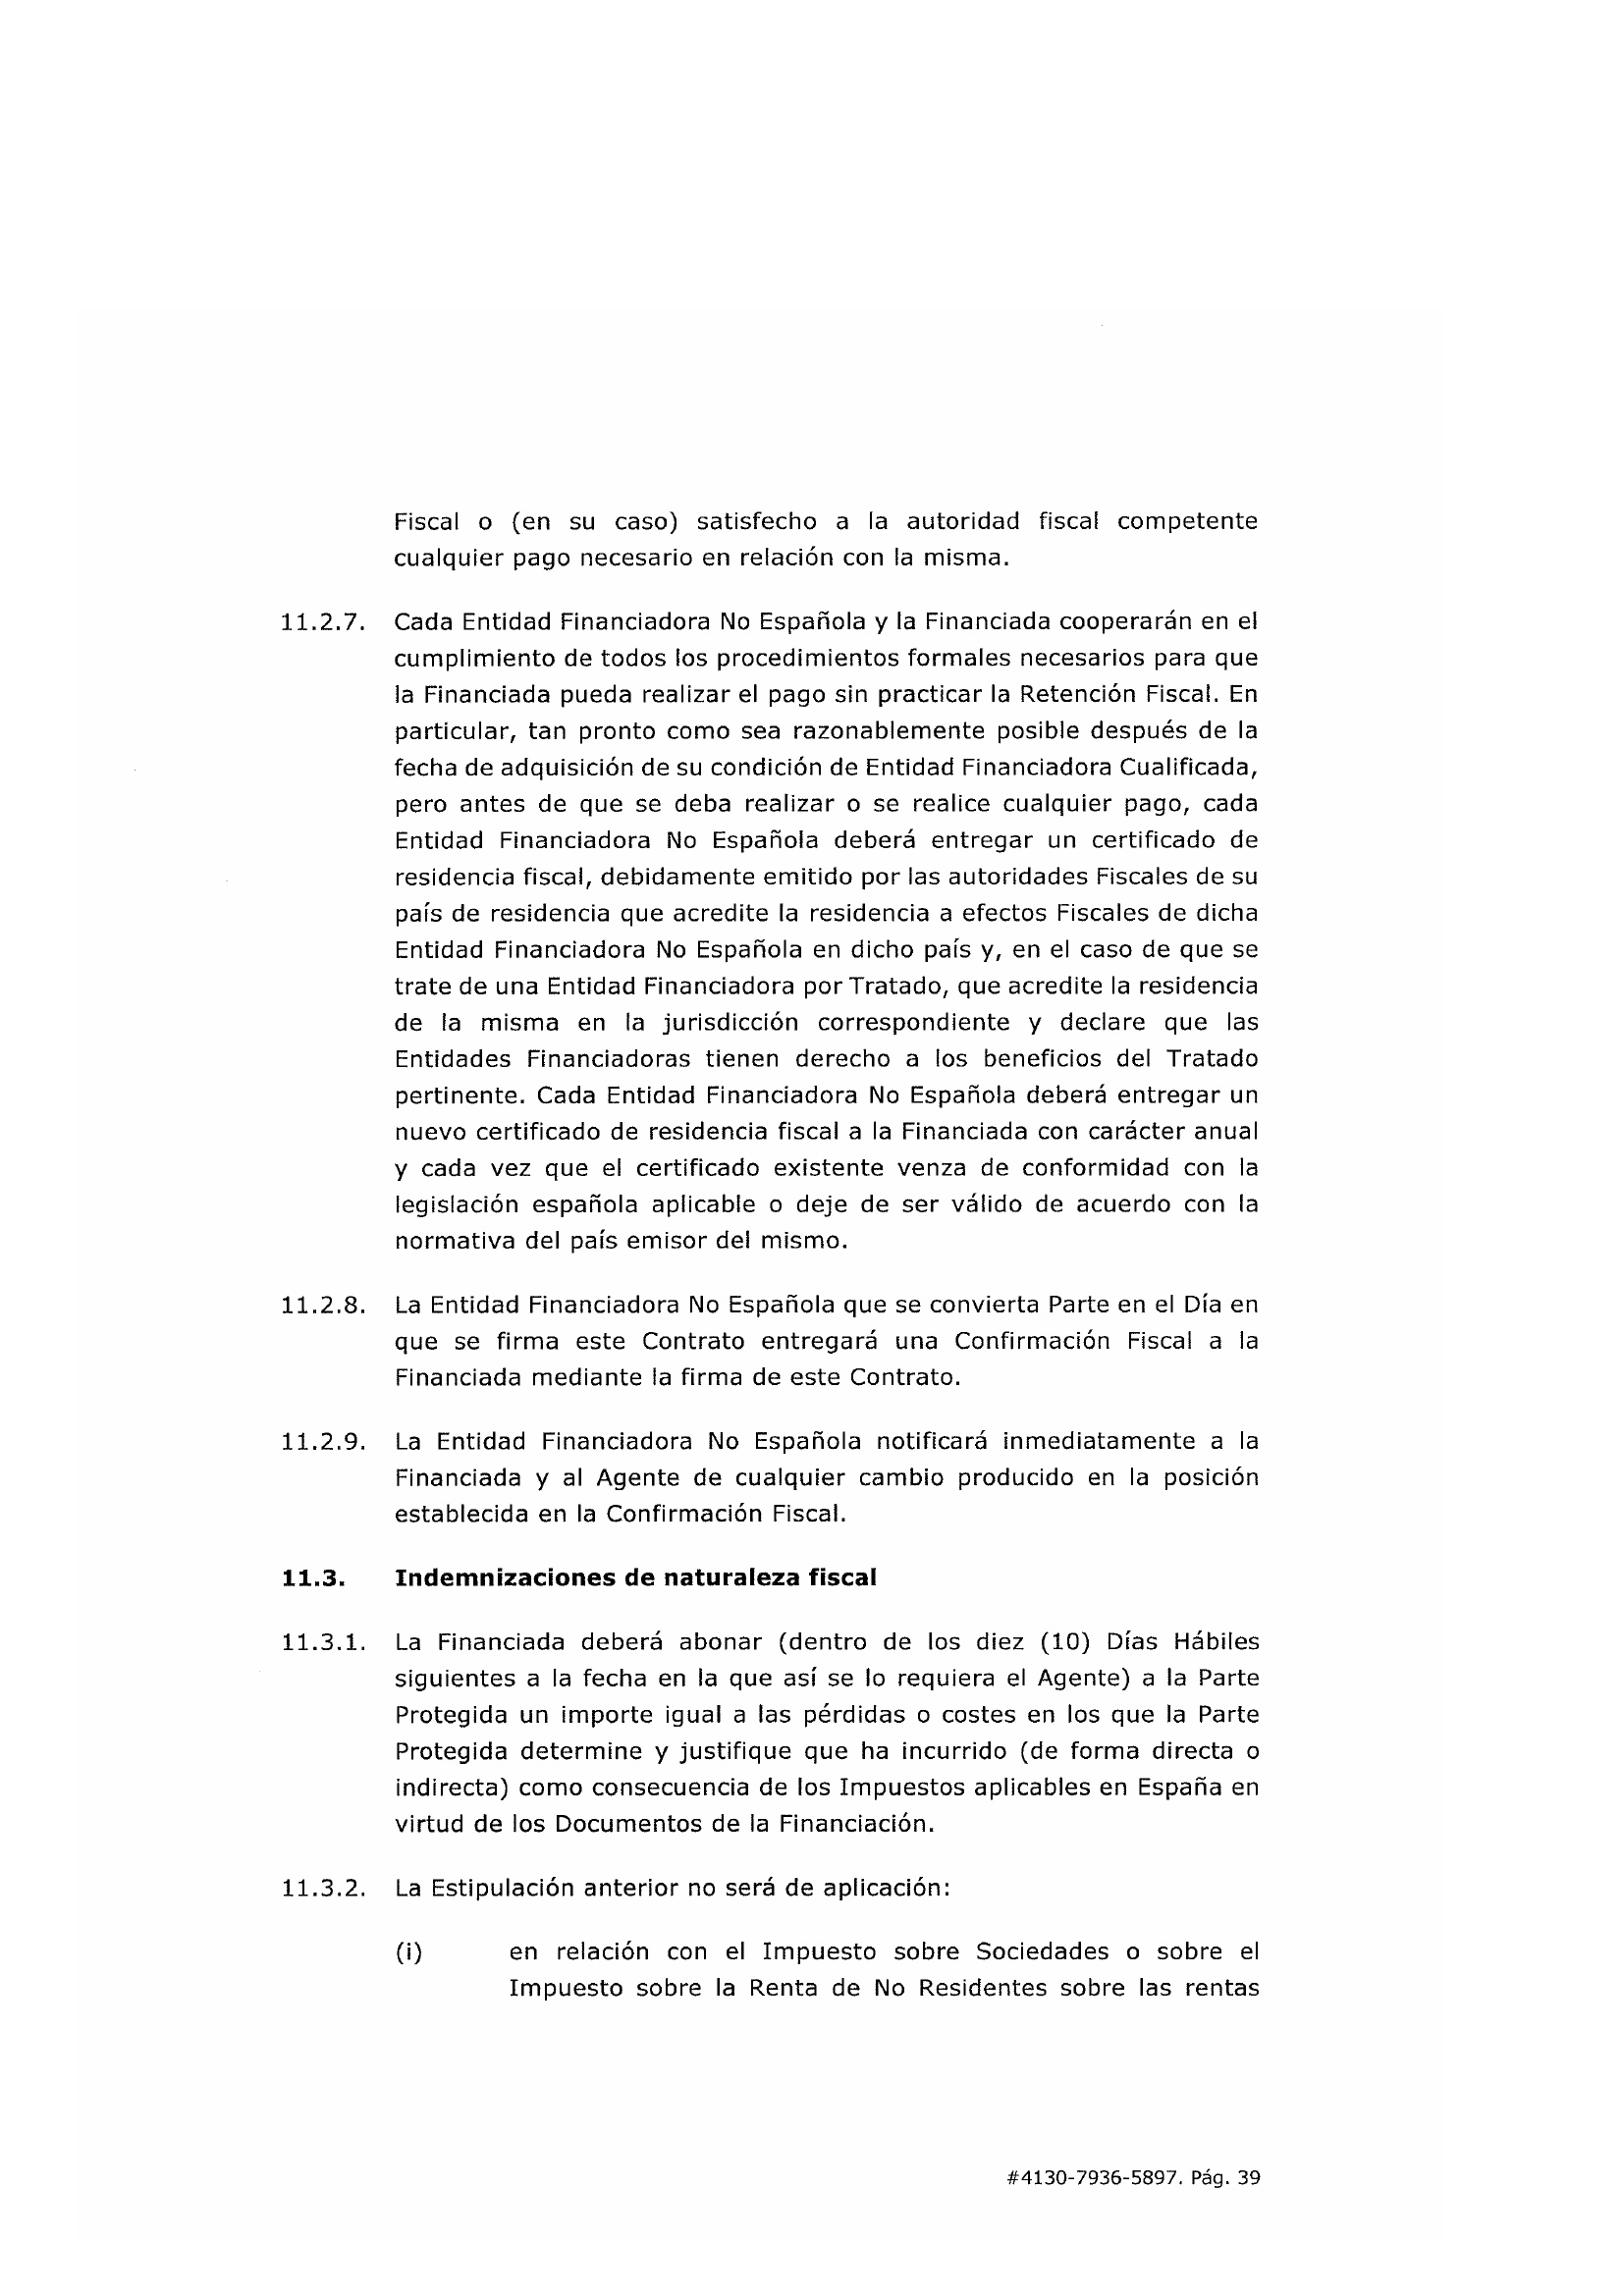 Fiscal o (en su caso) satisfecho a la autoridad fiscal competente
cualquier pago necesario en relación con la misma.
11.2.7. Cada Entidad Financiadora No Española y la Financiada cooperarán en el
cumplimiento de todos los procedimientos formales necesarios para que
la Financiada pueda realizar el pago sin practicar la Retención Fiscal. En
particular, tan pronto como sea razonablemente posible después de la
fecha de adquisición de su condición de Entidad Financiadora Cualificada,
pero antes de que se deba realizar o se realice cualquier pago, cada
Entidad Financiadora No Española deberá entregar un certificado de
residencia fiscal, debidamente emitido por las autoridades Fiscales de su
país de residencia que acredite la residencia a efectos Fiscales de dicha
Entidad Financiadora No Española en dicho país y, en el caso de que se
trate de una Entidad Financiadora por Tratado, que acredite la residencia
de la misma en la jurisdicción correspondiente y declare que las
Entidades Financiadoras tienen derecho a los beneficios del Tratado
pertinente. Cada Entidad Financiadora No Española deberá entregar un
nuevo certificado de residencia fiscal a la Financiada con carácter anual
y cada vez que el certificado existente venza de conformidad con la
legislación española aplicable o deje de ser válido de acuerdo con la
normativa del país emisor del mismo.
11.2.8. La Entidad Financiadora No Española que se convierta Parte en el Día en
que se firma este Contrato entregará una Confirmación Fiscal a la
Financiada mediante la firma de este Contrato.
11.2.9. La Entidad Financiadora No Española notificará inmediatamente a la
Financiada y al Agente de cualquier cambio producido en la posición
establecida en la Confirmación Fiscal.
11.3. Indemnizaciones de naturaleza fiscal
11.3.1. La Financiada deberá abonar (dentro de los diez (10) Días Hábiles
siguientes a la fecha en la que así se lo requiera el Agente) a la Parte
Protegida un importe igual a las pérdidas o costes en los que la Parte
Protegida determine y justifique que ha incurrido (de forma directa o
indirecta) como consecuencia de los Impuestos aplicables en España en
virtud de los Documentos de la Financiación.
11.3.2. La Estipulación anterior no será de aplicación:
(i) en relación con el Impuesto sobre Sociedades o sobre el
Impuesto sobre la Renta de No Residentes sobre las rentas
#4130-7936-5897. Pág. 39